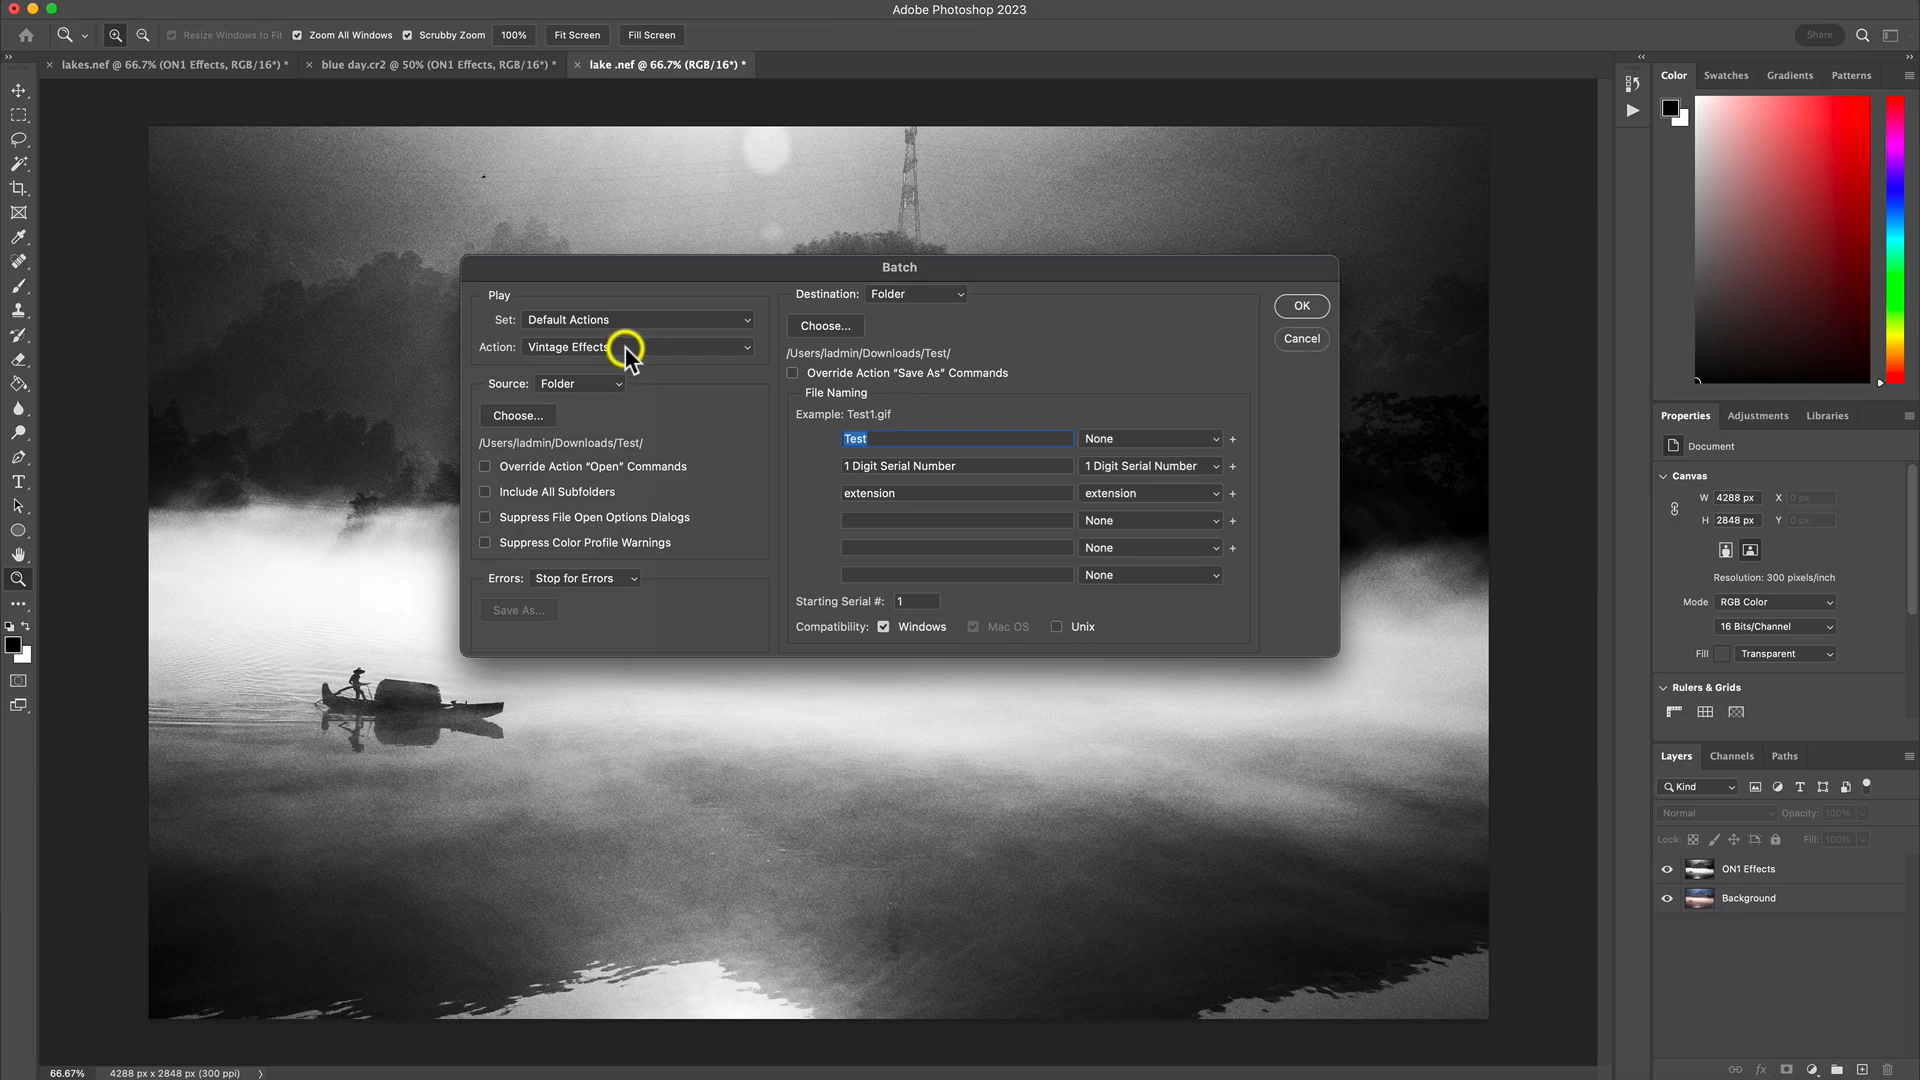 Adobe Photoshop 2023
Resize Windows to Fit
Zoom All Windows
Scrubby Zoom
100%
Fit Screen
Fill Screen
Share
lakes.nef @ 66.7% (ON1 Effects, RGB/16*) *
blue day.cr2 @ 50% (ON1 Effects, RGB/16*) *
lake .nef @ 66.7% (RGB/16*) *
Color
Swatches
Gradients
Patterns
Batch
Play
Set: Default Actions
Action: Vintage Effects
Source: Folder
Choose...
/Users/ladmin/Downloads/Test/
Override Action “Open” Commands
Include All Subfolders
Suppress File Open Options Dialogs
Suppress Color Profile Warnings
Errors: Stop for Errors
Save As...
Destination: Folder
Choose...
/Users/ladmin/Downloads/Test/
Override Action “Save As” Commands
File Naming
Example: Test1.gif
Test
None
+
1 Digit Serial Number
1 Digit Serial Number
+
extension
extension
+
None
+
None
+
None
Starting Serial #: 1
Compatibility:
Windows
Mac OS
Unix
OK
Cancel
Properties
Adjustments
Libraries
Document
Canvas
W 4288 px
X 0 px
H 2848 px
Y 0 px
Resolution: 300 pixels/inch
Mode RGB Color
16 Bits/Channel
Fill
Transparent
Rulers & Grids
Layers
Channels
Paths
Kind
Normal
Opacity: 100%
Lock:
Fill: 100%
ON1 Effects
Background
fx
66.67%
4288 px x 2848 px (300 ppi)